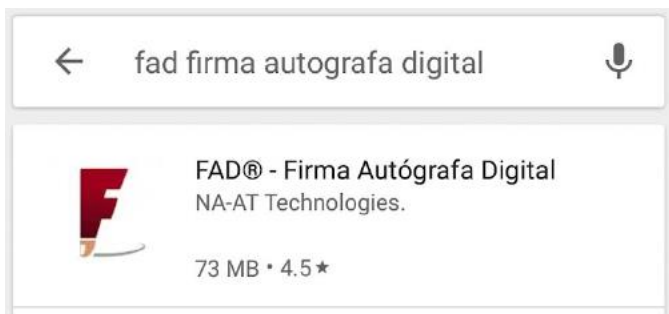 fad firma autografa digital
FAD® - Firma Autógrafa Digital
NA-AT Technologies.
73 MB • 4.5★